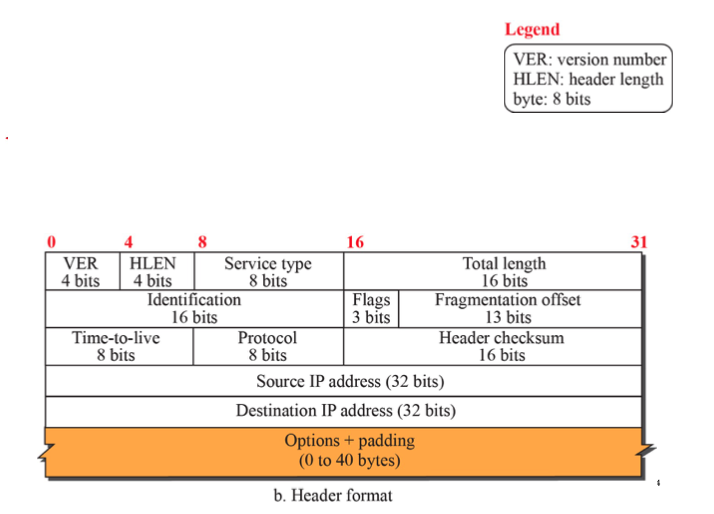 Legend
VER: version number
HLEN: header length
byte: 8 bits
0 4 8 16 31
VER HLEN Service type Total length
4 bits 4 bits 8 bits 16 bits
Identification Flags Fragmentation offset
16 bits 3 bits 13 bits
Time-to-live Protocol Header checksum
8 bits 8 bits 16 bits
Source IP address (32 bits)
Destination IP address (32 bits)
Options + padding
(0 to 40 bytes)
b. Header format